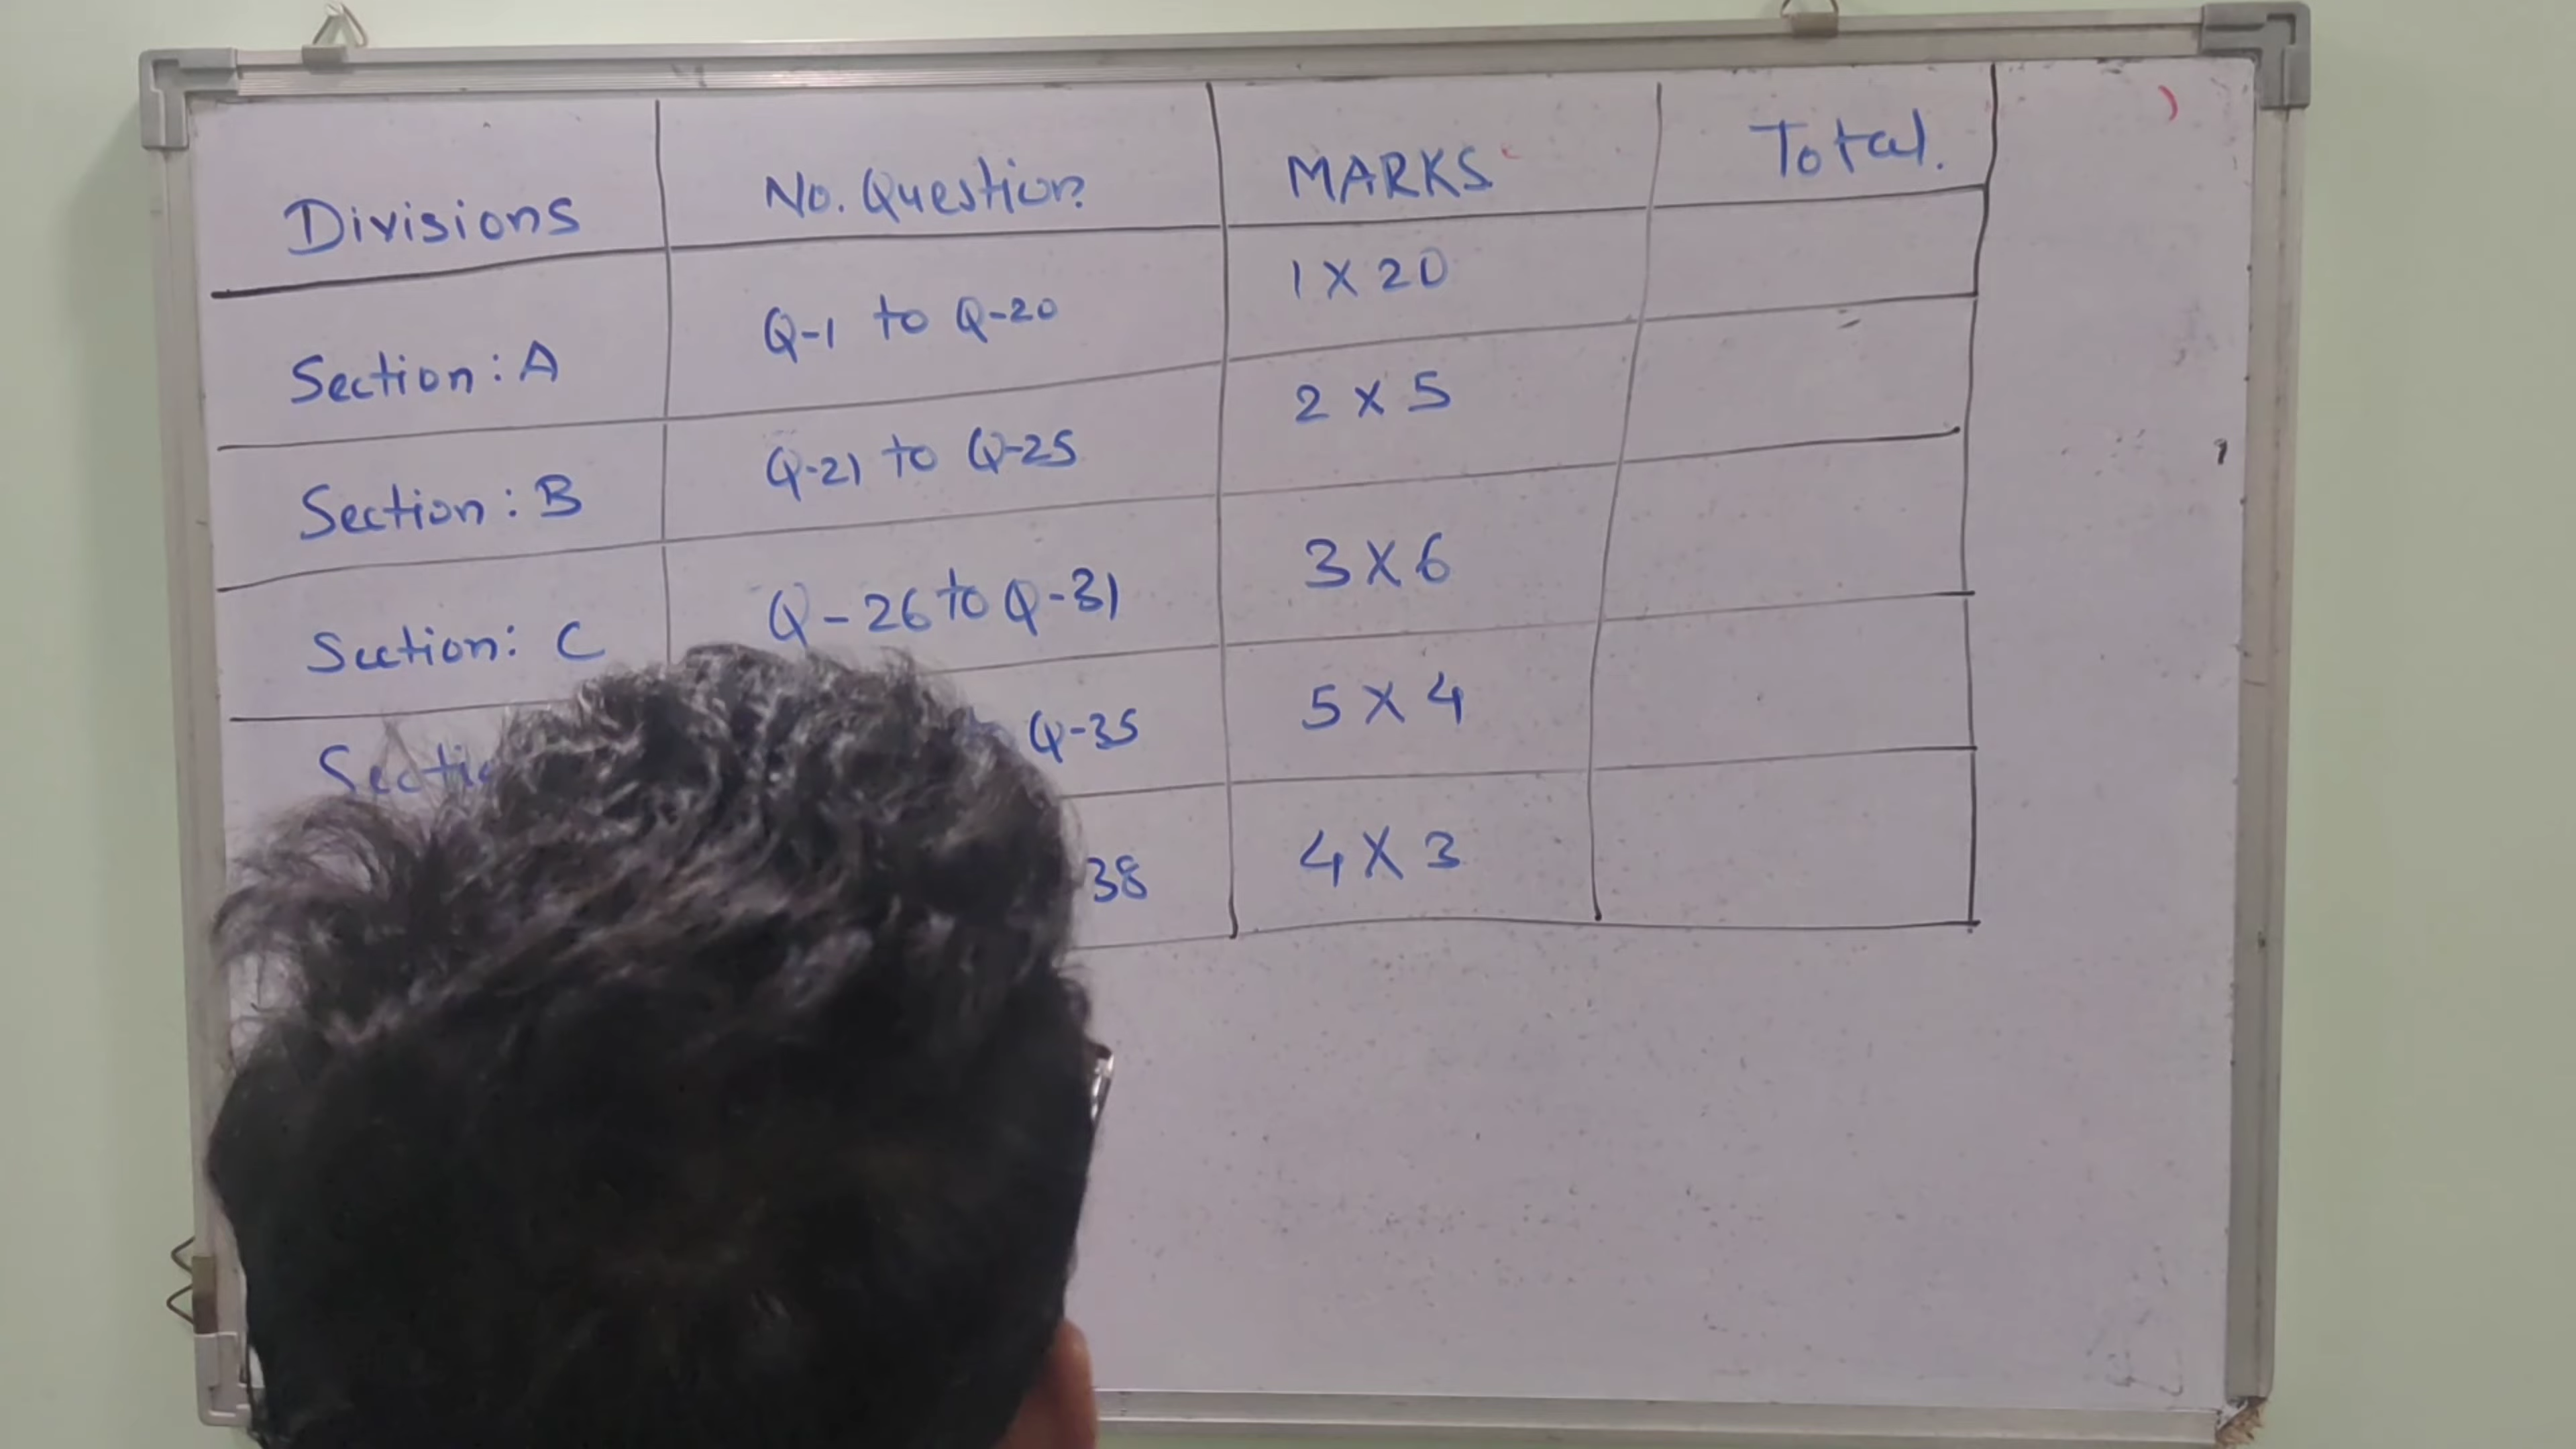 Divisions No. Question MARKS Total.
Section: A Q-1 to Q-20 1 X 20
Section: B Q-21 to Q-25 2 X 5
Section: C Q-26 to Q-31 3 X 6
Q-35 5 X 4
38 4 X 3